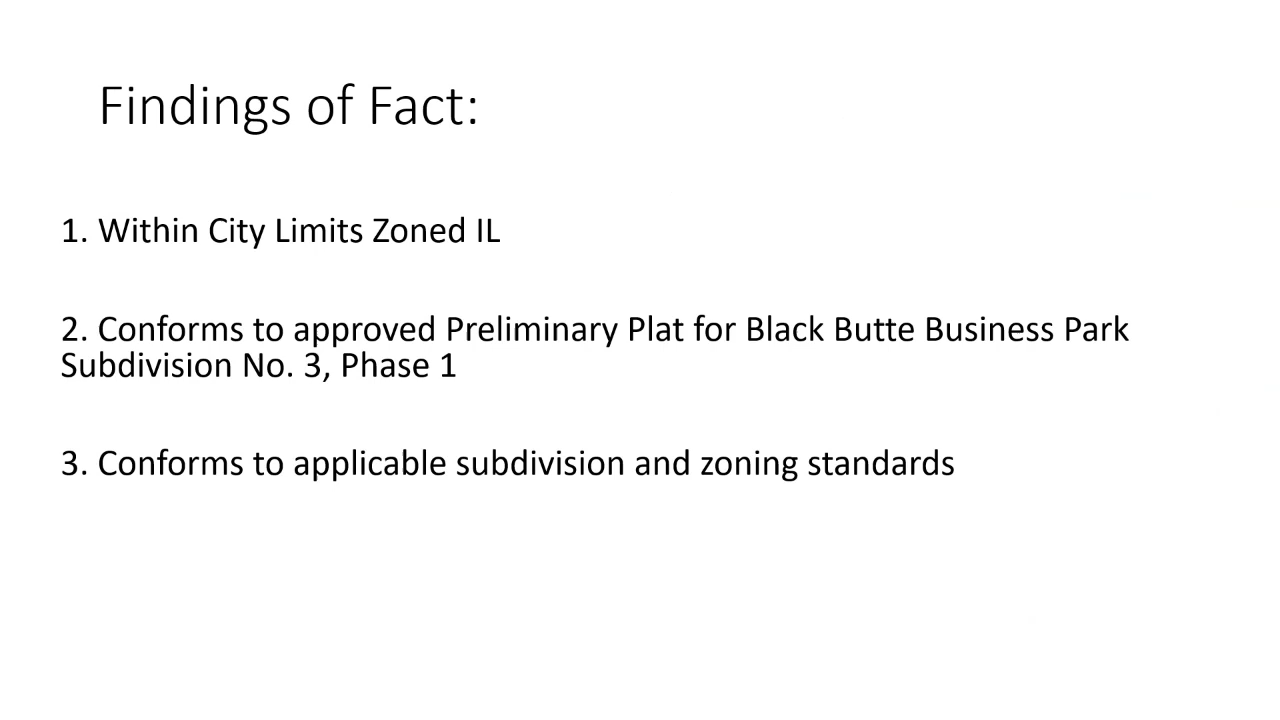 Findings of Fact:
1. Within City Limits Zoned IL
2. Conforms to approved Preliminary Plat for Black Butte Business Park
Subdivision No. 3, Phase 1
3. Conforms to applicable subdivision and zoning standards